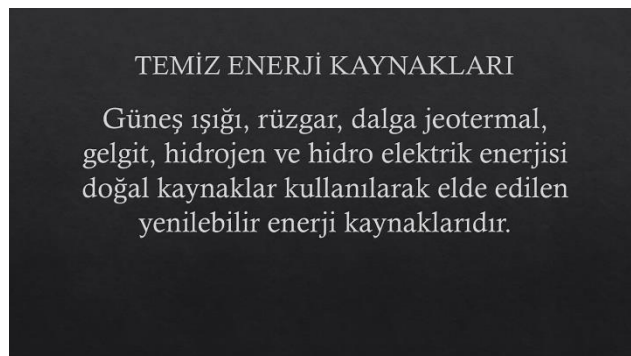 TEMİZ ENERJİ KAYNAKLARI
Güneş ışığı, rüzgar, dalga jeotermal,
gelgit, hidrojen ve hidro elektrik enerjisi
doğal kaynaklar kullanılarak elde edilen
yenilebilir enerji kaynaklarıdır.